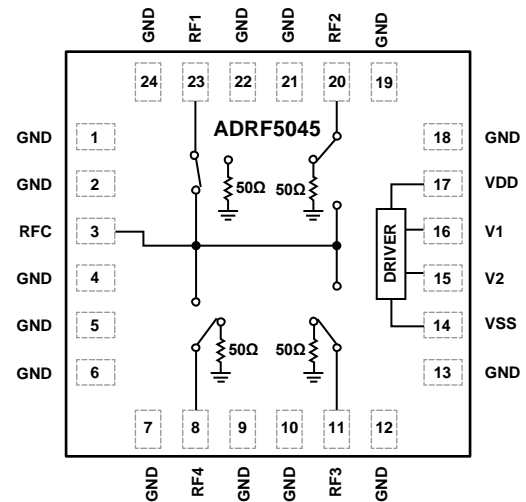 GND RF1 GND GND RF2 GND
24 23 22 21 20 19
ADRF5045
GND 1
GND 2
RFC 3
GND 4
GND 5
GND 6
18 GND
17 VDD
16 V1
15 V2
14 VSS
13 GND
50Ω 50Ω
DRIVER
50Ω 50Ω
7 8 9 10 11 12
GND RF4 GND GND RF3 GND